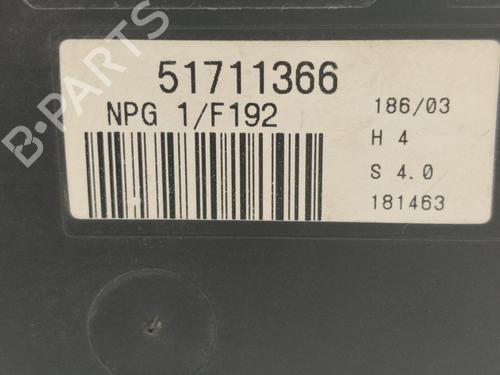 B-PARTS
51711366
NPG 1/F192
186/03
H 4
S 4.0
181463